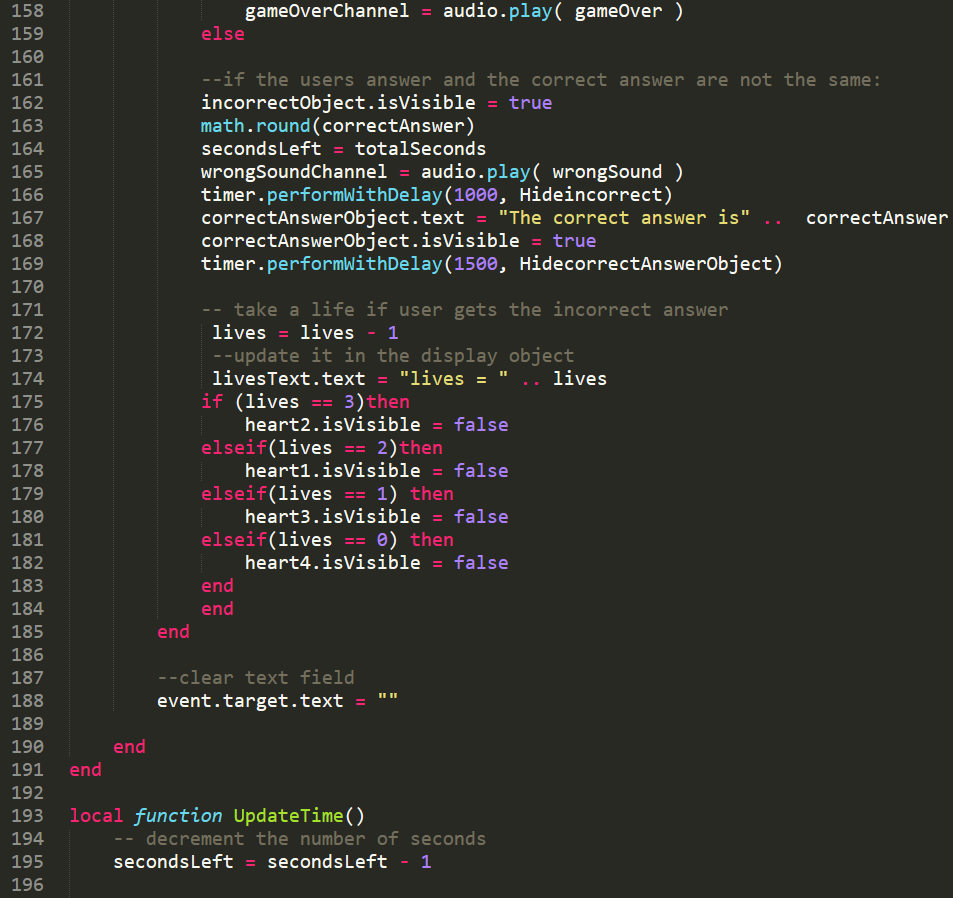 158                 gameOverChannel = audio.play( gameOver )
159             else
160
161             --if the users answer and the correct answer are not the same:
162             incorrectObject.isVisible = true
163             math.round(correctAnswer)
164             secondsLeft = totalSeconds
165             wrongSoundChannel = audio.play( wrongSound )
166             timer.performWithDelay(1000, Hideincorrect)
167             correctAnswerObject.text = "The correct answer is" ..  correctAnswer
168             correctAnswerObject.isVisible = true
169             timer.performWithDelay(1500, HidecorrectAnswerObject)
170
171             -- take a life if user gets the incorrect answer
172              lives = lives - 1
173              --update it in the display object
174              livesText.text = "lives = " .. lives
175             if (lives == 3)then
176                 heart2.isVisible = false
177             elseif(lives == 2)then
178                 heart1.isVisible = false
179             elseif(lives == 1) then
180                 heart3.isVisible = false
181             elseif(lives == 0) then
182                 heart4.isVisible = false
183             end
184             end
185         end
186
187         --clear text field
188         event.target.text = ""
189
190     end
191 end
192
193 local function UpdateTime()
194     -- decrement the number of seconds
195     secondsLeft = secondsLeft - 1
196